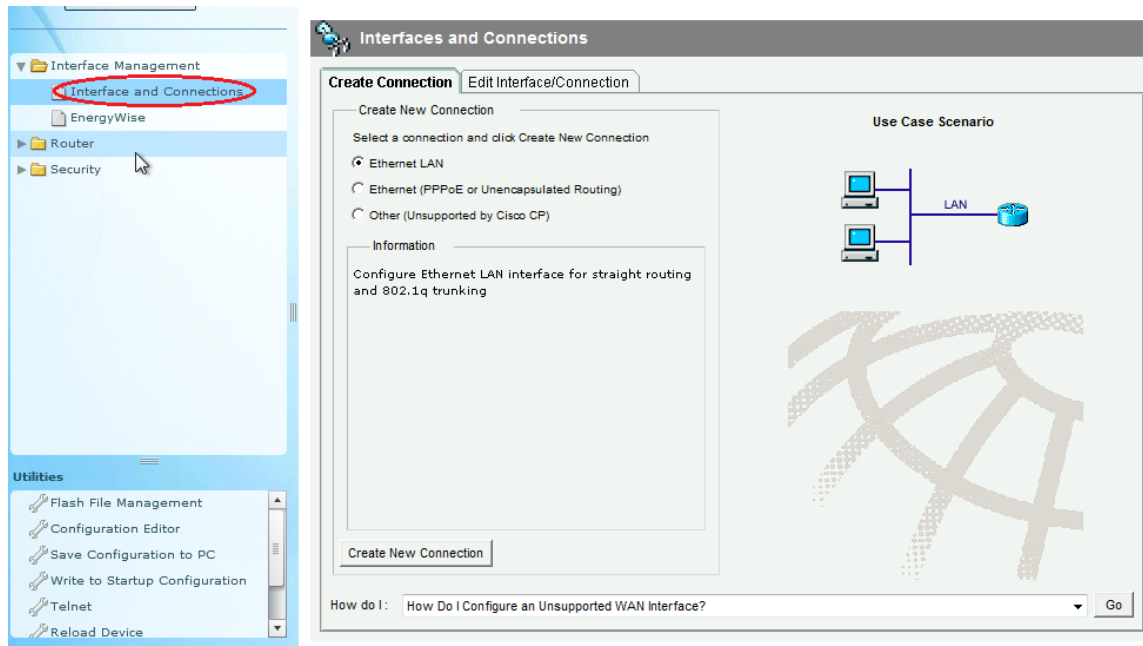 Interface Management
Interface and Connections
EnergyWise
Router
Security
Utilities
Flash File Management
Configuration Editor
Save Configuration to PC
Write to Startup Configuration
Telnet
Reload Device
Interfaces and Connections
Create Connection
Edit Interface/Connection
Create New Connection
Select a connection and click Create New Connection
Ethernet LAN
Ethernet (PPPoE or Unencapsulated Routing)
Other (Unsupported by Cisco CP)
Information
Configure Ethernet LAN interface for straight routing
and 802.1q trunking
Create New Connection
Use Case Scenario
LAN
How do I:
How Do I Configure an Unsupported WAN Interface?
Go